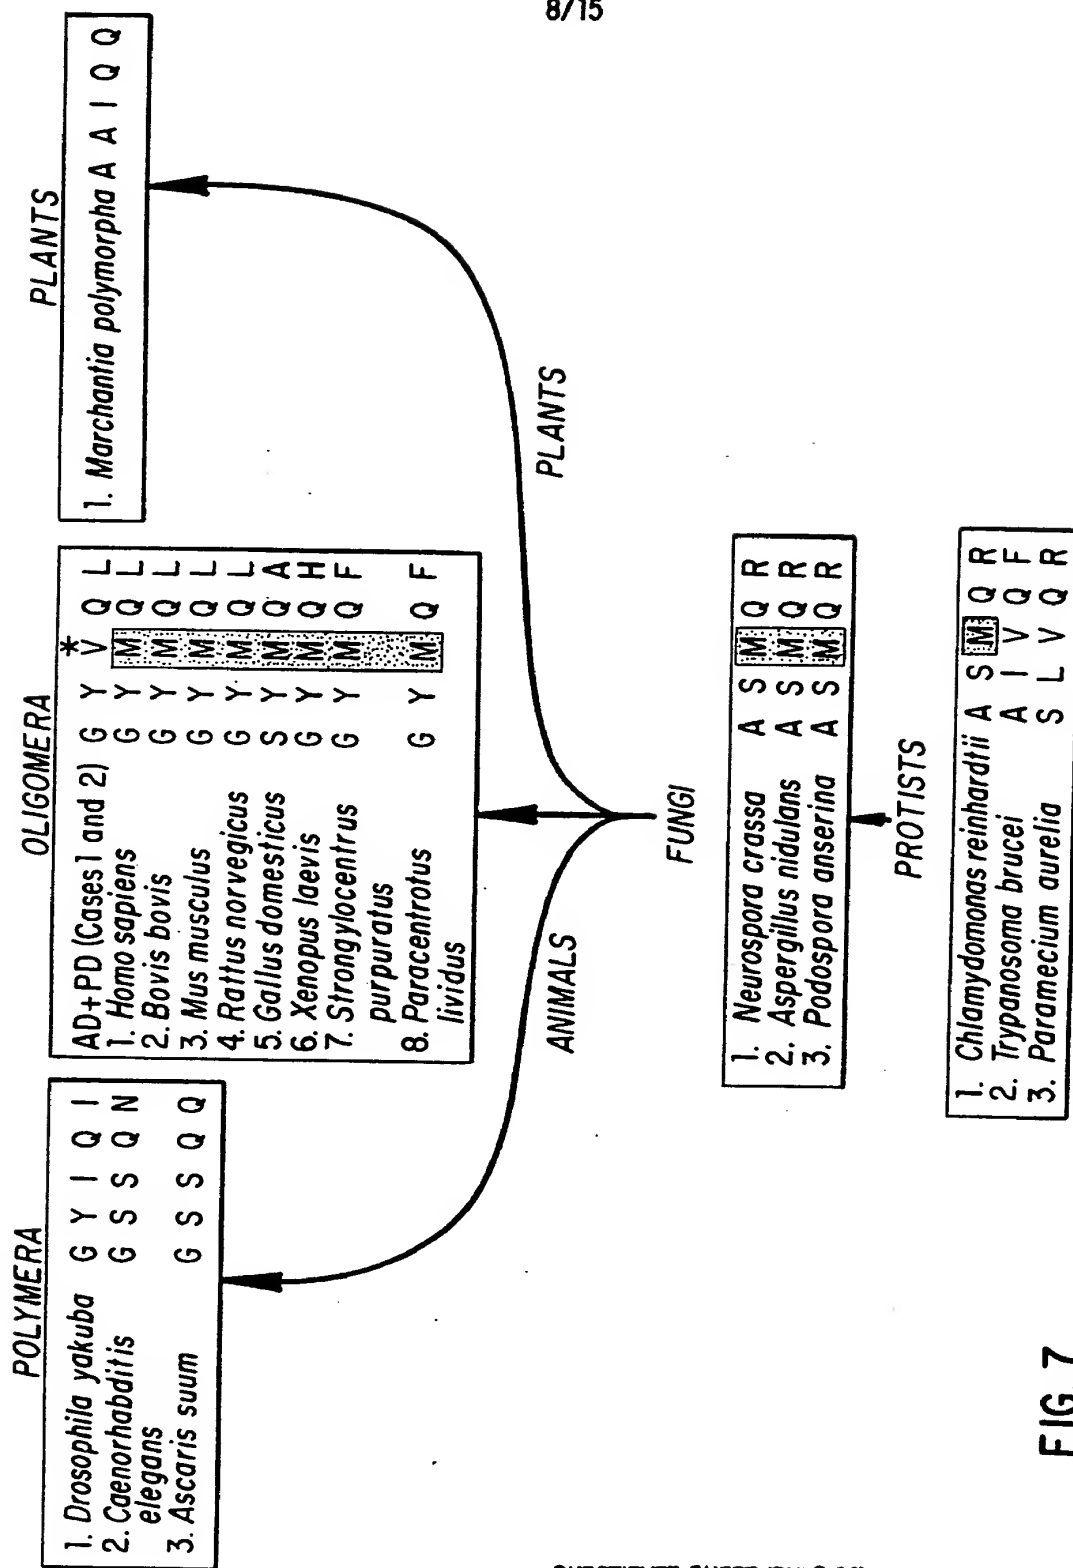 8/15
POLYMERA
1. Drosophila yakuba G Y I Q I
2. Caenorhabditis G S S Q N
elegans
3. Ascaris suum G S S Q Q
OLIGOMERA
*
AD+PD (Cases 1 and 2) G Y V Q L
1. Homo sapiens G Y M Q L
2. Bovis bovis G Y M Q L
3. Mus musculus G Y M Q L
4. Rattus norvegicus G Y M Q L
5. Gallus domesticus S Y M Q A
6. Xenopus laevis G Y M Q H
7. Strongylocentrus G Y M Q F
purpuratus
8. Paracentrotus G Y M Q F
lividus
PLANTS
1. Marchantia polymorpha A A I Q Q
ANIMALS
PLANTS
FUNGI
1. Neurospora crassa A S M Q R
2. Aspergillus nidulans A S M Q R
3. Podospora anserina A S M Q R
PROTISTS
1. Chlamydomonas reinhardtii A S M Q R
2. Trypanosoma brucei A I V Q F
3. Paramecium aurelia S L V Q R
FIG. 7